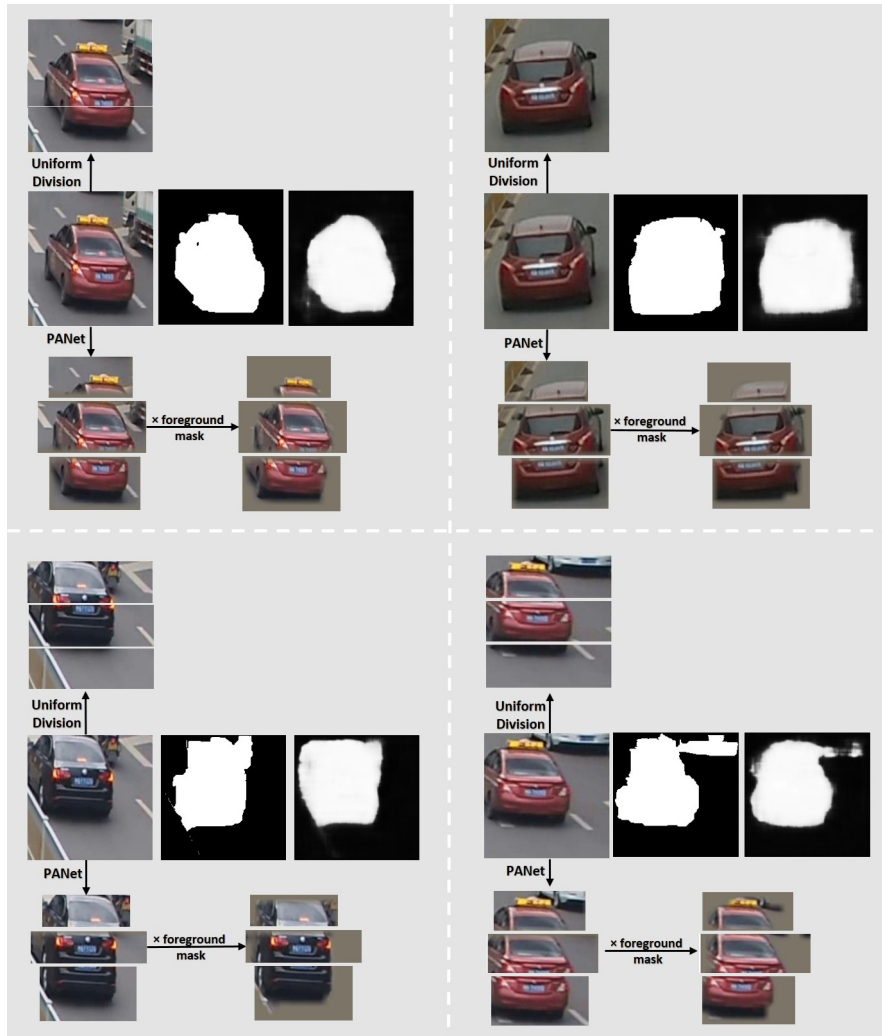 Uniform
Division
PANet
× foreground
mask
Uniform
Division
PANet
× foreground
mask
Uniform
Division
PANet
× foreground
mask
Uniform
Division
PANet
× foreground
mask